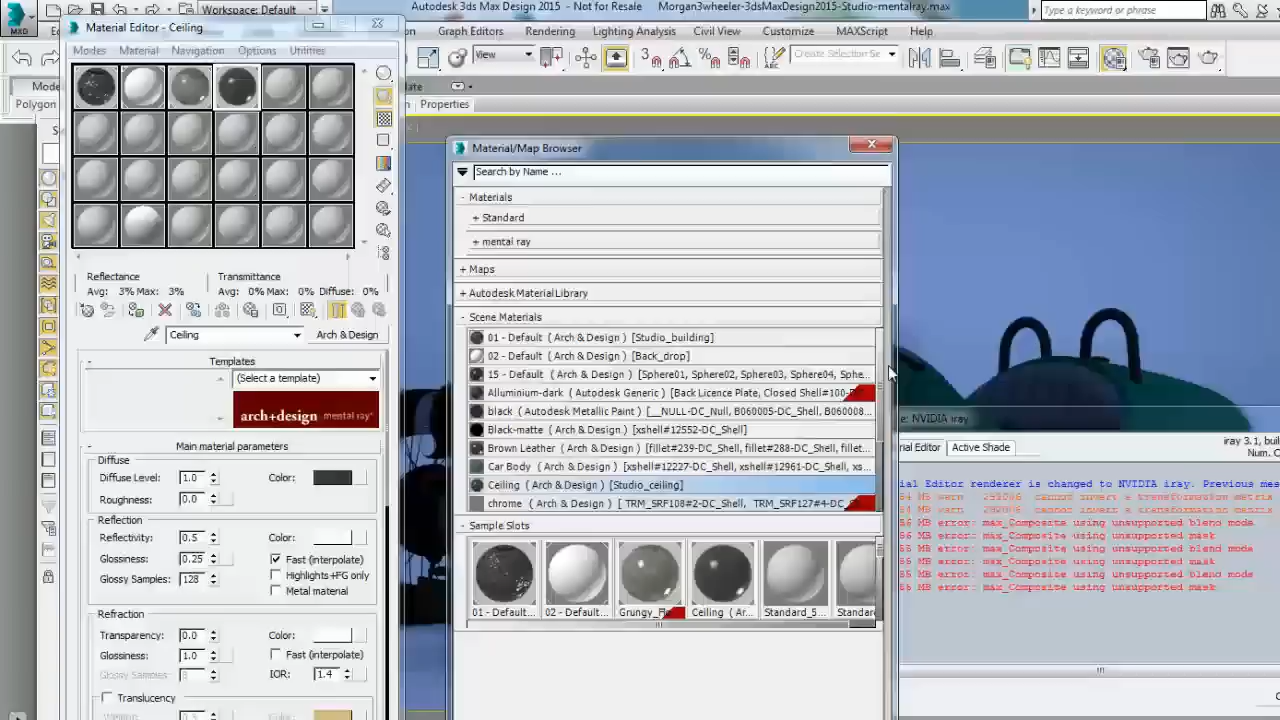 Workspace: Default
Autodesk 3ds Max Design 2015 - Not for Resale
Morgan3wheeler-3dsMaxDesign2015-Studio-mentalray.max
Type a keyword or phrase
MXD
Material Editor - Ceiling
Graph Editors
Rendering
Lighting Analysis
Civil View
Customize
MAXScript
Help
Modes
Material
Navigation
Options
Utilities
View
Create Selection Se
Polygon
Properties
Material/Map Browser
Search by Name ...
- Materials
+ Standard
+ mental ray
+ Maps
+ Autodesk Material Library
- Scene Materials
01 - Default ( Arch & Design ) [Studio_building]
02 - Default ( Arch & Design ) [Back_drop]
15 - Default ( Arch & Design ) [Sphere01, Sphere02, Sphere03, Sphere04, Sphe...
Alluminium-dark ( Autodesk Generic ) [Back Licence Plate, Closed Shell#100-
black ( Autodesk Metallic Paint ) [__NULL-DC_Null, B060005-DC_Shell, B060008...
Black-matte ( Arch & Design ) [xshell#12552-DC_Shell]
Brown Leather ( Arch & Design ) [fillet#239-DC_Shell, fillet#288-DC_Shell, fillet...
Car Body ( Arch & Design ) [xshell#12227-DC_Shell, xshell#12961-DC_Shell, xs...
Ceiling ( Arch & Design ) [Studio_ceiling]
chrome ( Arch & Design ) [ TRM_SRF108#2-DC_Shell, TRM_SRF127#4-DC_
- Sample Slots
01 - Default...
02 - Default...
Grungy_Fl
Ceiling ( Ar...
Standard_5...
Standard
Reflectance
Avg: 3% Max: 3%
Transmittance
Avg: 0% Max: 0% Diffuse: 0%
Ceiling
Arch & Design
- Templates
(Select a template)
arch+design mental ray
- Main material parameters
Diffuse
Diffuse Level: 1.0
Color:
Roughness: 0.0
Reflection
Reflectivity: 0.5
Color:
Glossiness: 0.25
Fast (interpolate)
Glossy Samples: 128
Highlights+FG only
Metal material
Refraction
Transparency: 0.0
Color:
Glossiness: 1.0
Fast (interpolate)
Glossy Samples: 8
IOR: 1.4
Translucency
Color:
e: NVIDIA iray
rial Editor
Active Shade
iray 3.1, buil
Num. C
ial Editor renderer is changed to NVIDIA iray. Previous mes
MB error: max_Composite using unsupported blend mode
MB error: max_Composite using unsupported mask
MB error: max_Composite using unsupported blend mode
MB error: max_Composite using unsupported mask
MB error: max_Composite using unsupported blend mode
MB error: max_Composite using unsupported mask